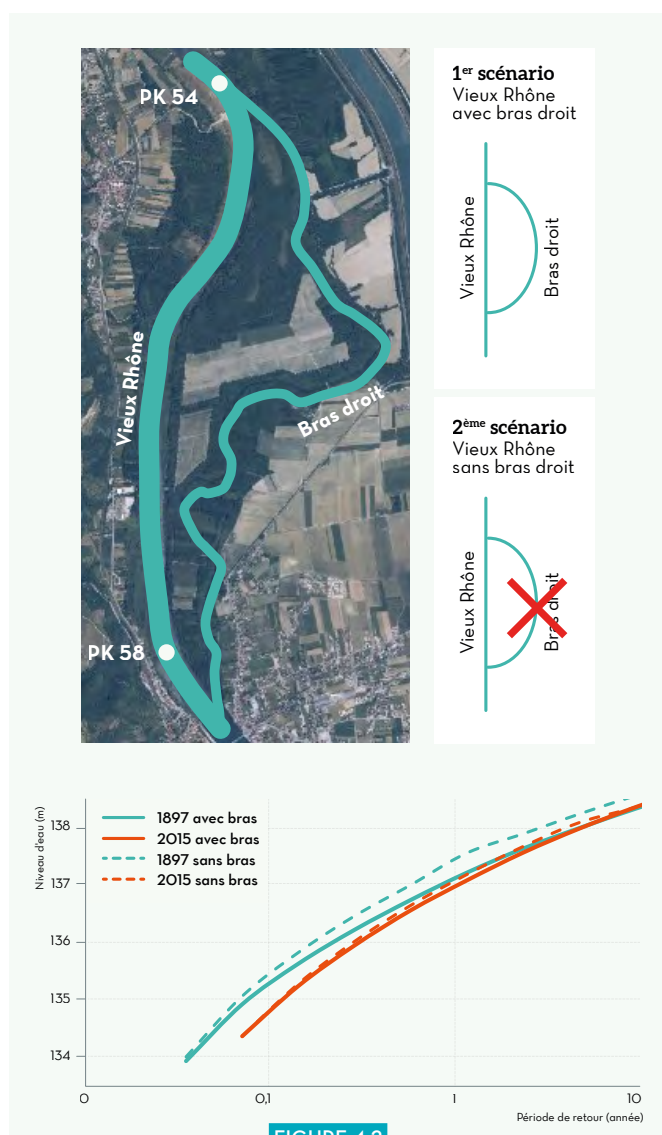 PK 54
Vieux Rhône
Bras droit
PK 58
1er scénario
Vieux Rhône
avec bras droit
Vieux Rhône
Bras droit
2ème scénario
Vieux Rhône
sans bras droit
Vieux Rhône
Bras droit
Niveau d'eau (m)
1897 avec bras
2015 avec bras
1897 sans bras
2015 sans bras
138
137
136
135
134
0
0,1
1
10
Période de retour (année)
FIGURE